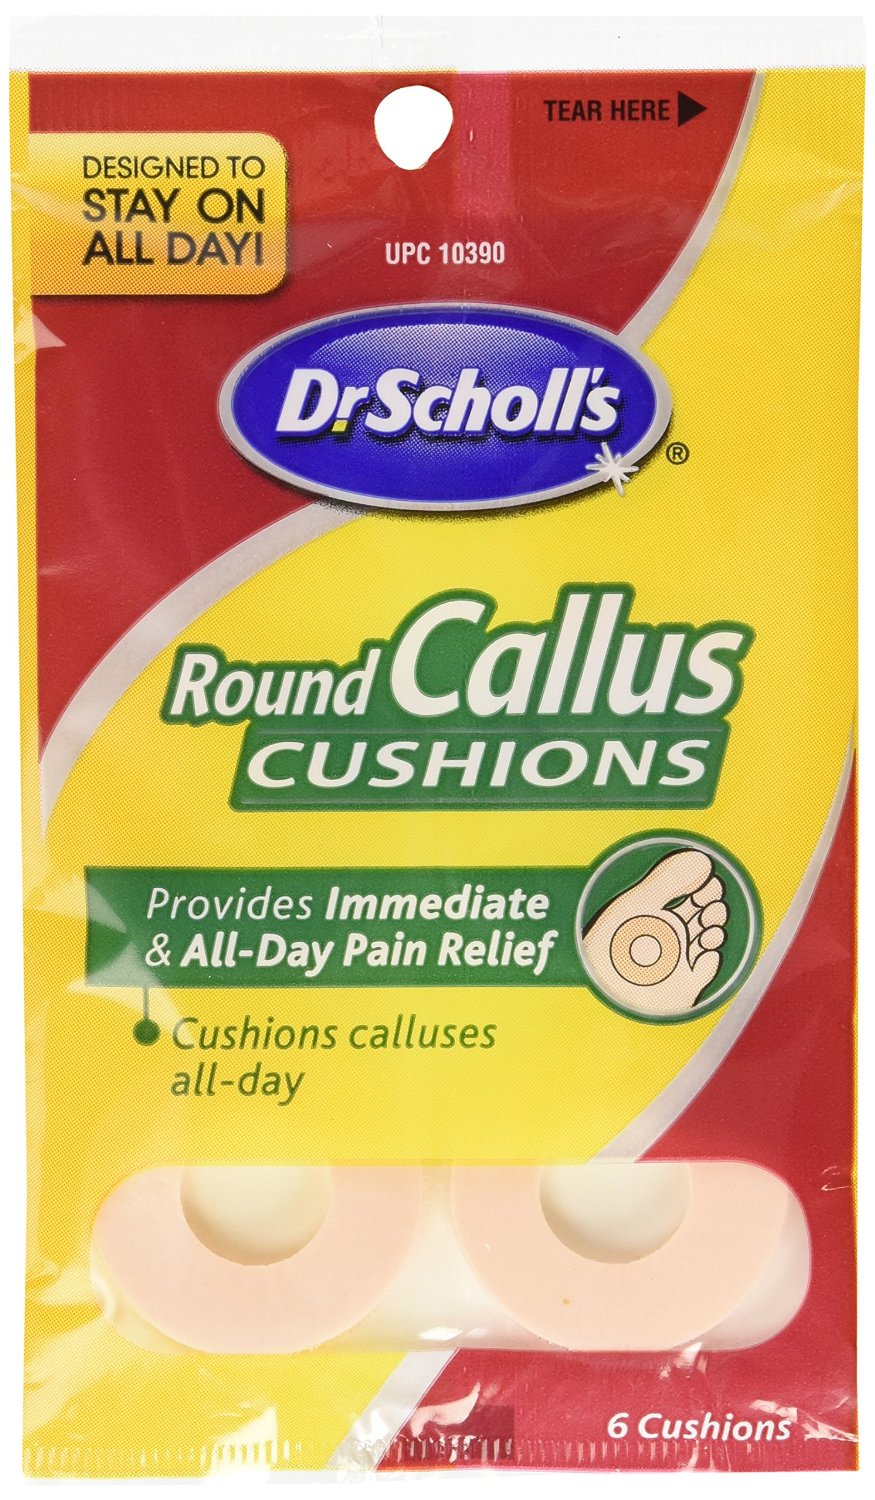 TEAR HERE
DESIGNED TO
STAY ON
ALL DAY!
UPC 10390
Dr Scholl's
®
Round Callus
CUSHIONS
Provides Immediate
& All-Day Pain Relief
Cushions calluses
all-day
6 Cushions